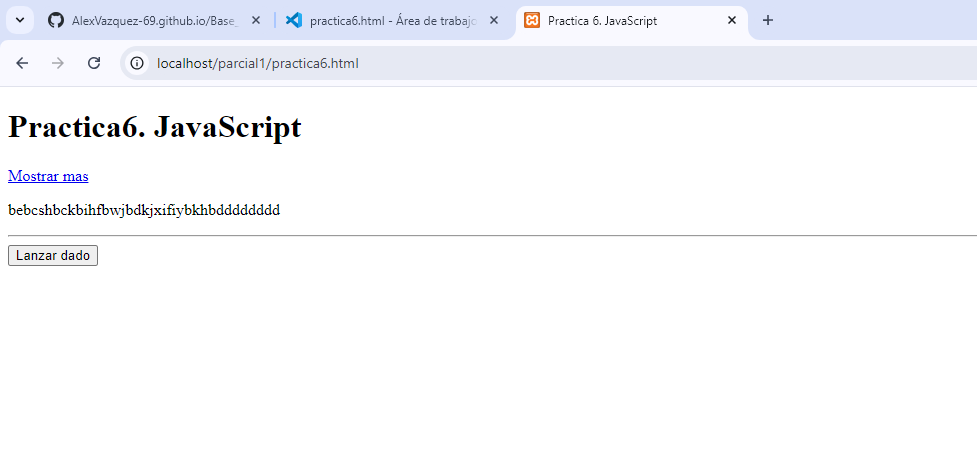 AlexVazquez-69.github.io/Base_
practica6.html - Área de trabajo
Practica 6. JavaScript
localhost/parcial1/practica6.html
Practica6. JavaScript
Mostrar mas
bebcshbckbihfbwjbdkjxifiybkhbdddddddd
Lanzar dado